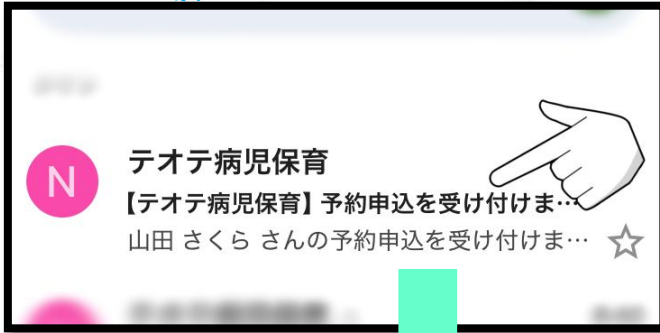 N
テオテ病児保育
【テオテ病児保育】予約申込を受け付けま…
山田 さくら さんの予約申込を受け付けま…